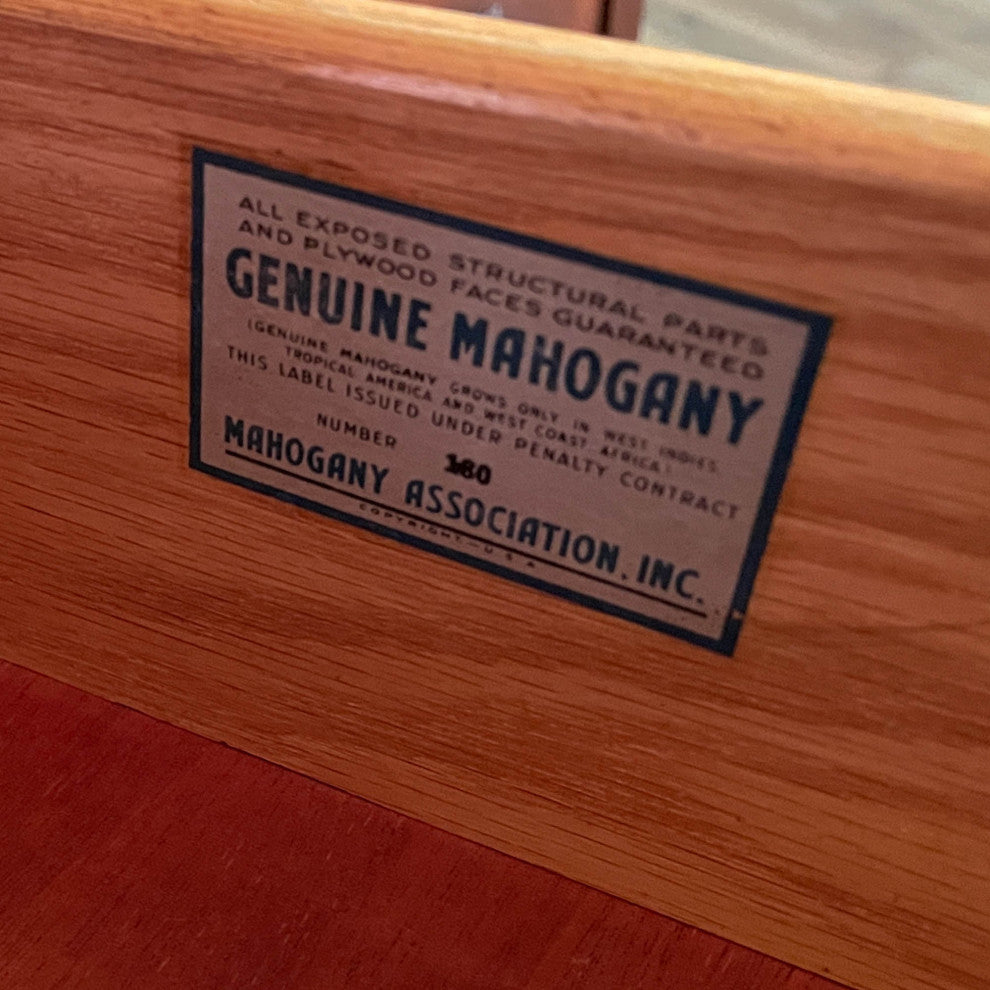 ALL EXPOSED STRUCTURAL PARTS
AND PLYWOOD FACES GUARANTEED
GENUINE MAHOGANY
(GENUINE MAHOGANY GROWS ONLY IN WEST INDIES,
TROPICAL AMERICA AND WEST COAST AFRICA)
THIS LABEL ISSUED UNDER PENALTY CONTRACT
NUMBER 160
MAHOGANY ASSOCIATION, INC.
COPYRIGHT—U S A